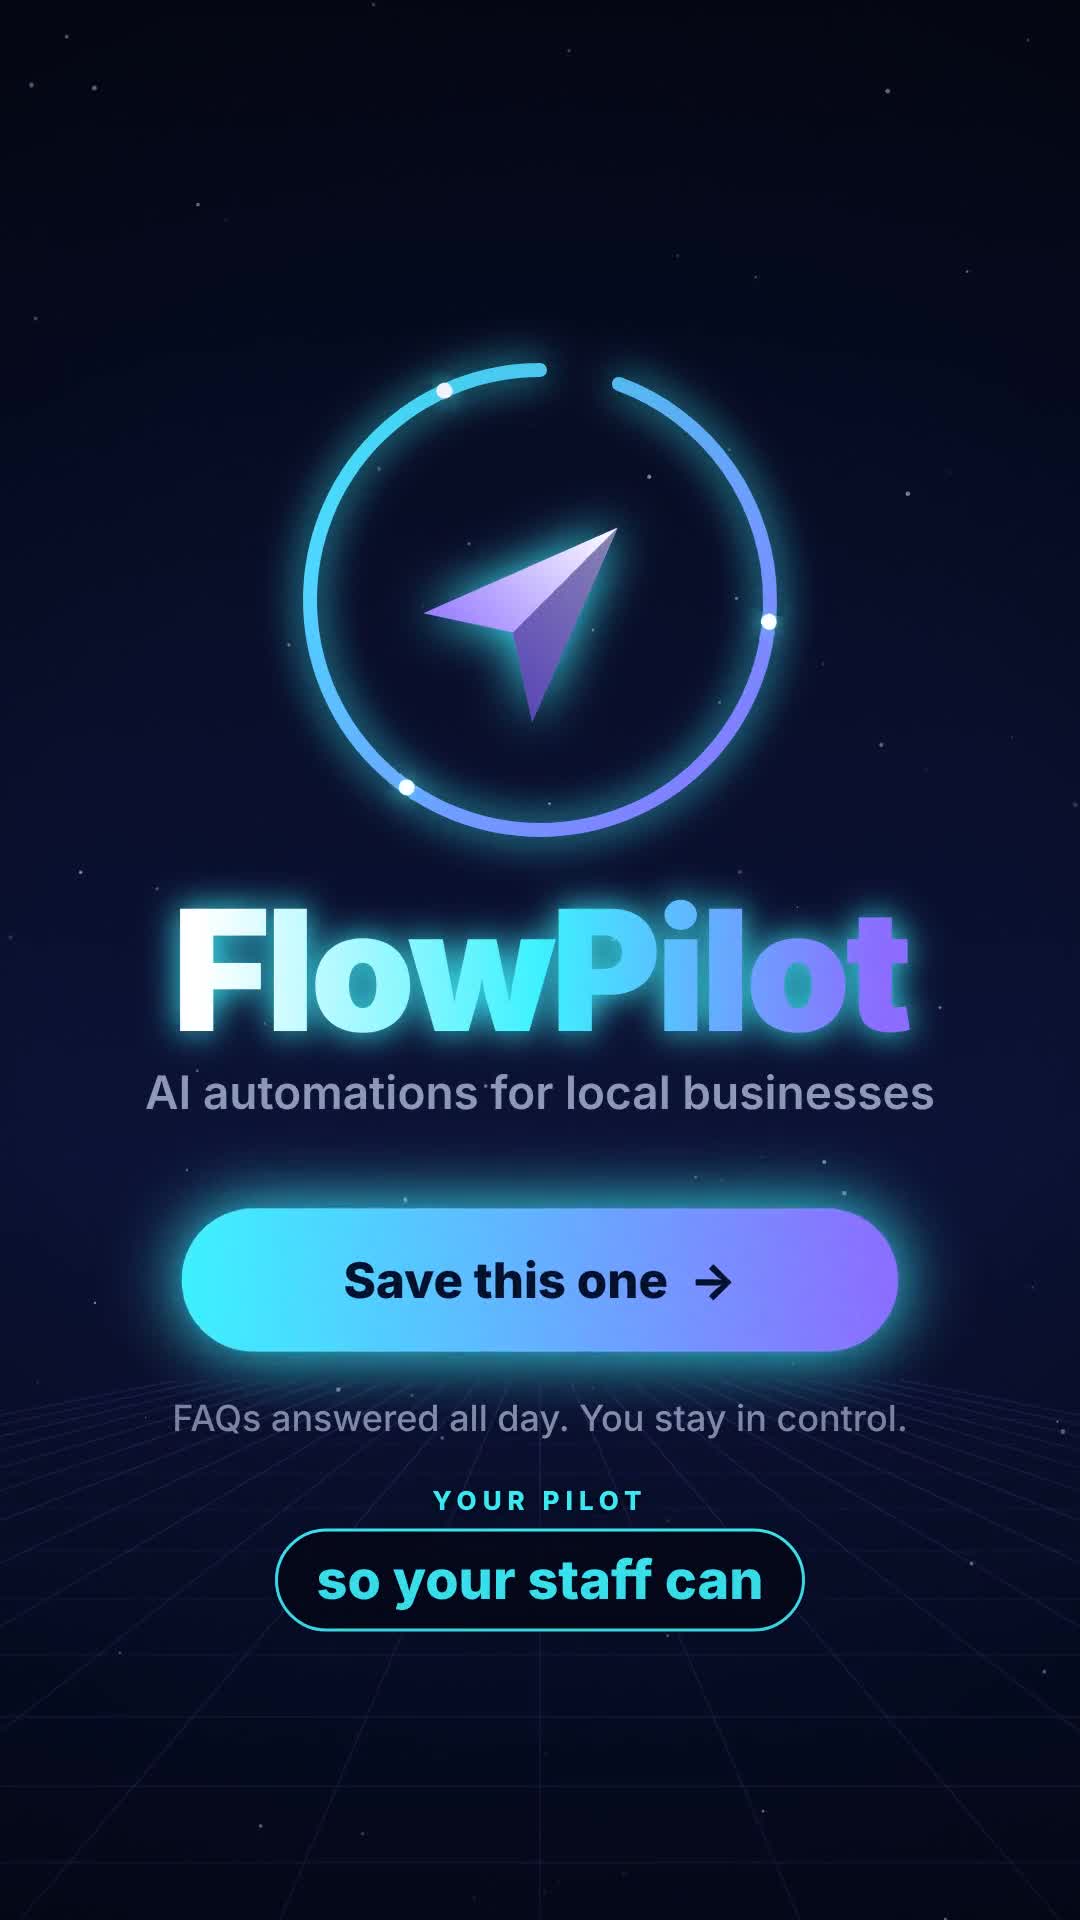 FlowPilot
AI automations for local businesses
Save this one →
FAQs answered all day. You stay in control.
YOUR PILOT
so your staff can